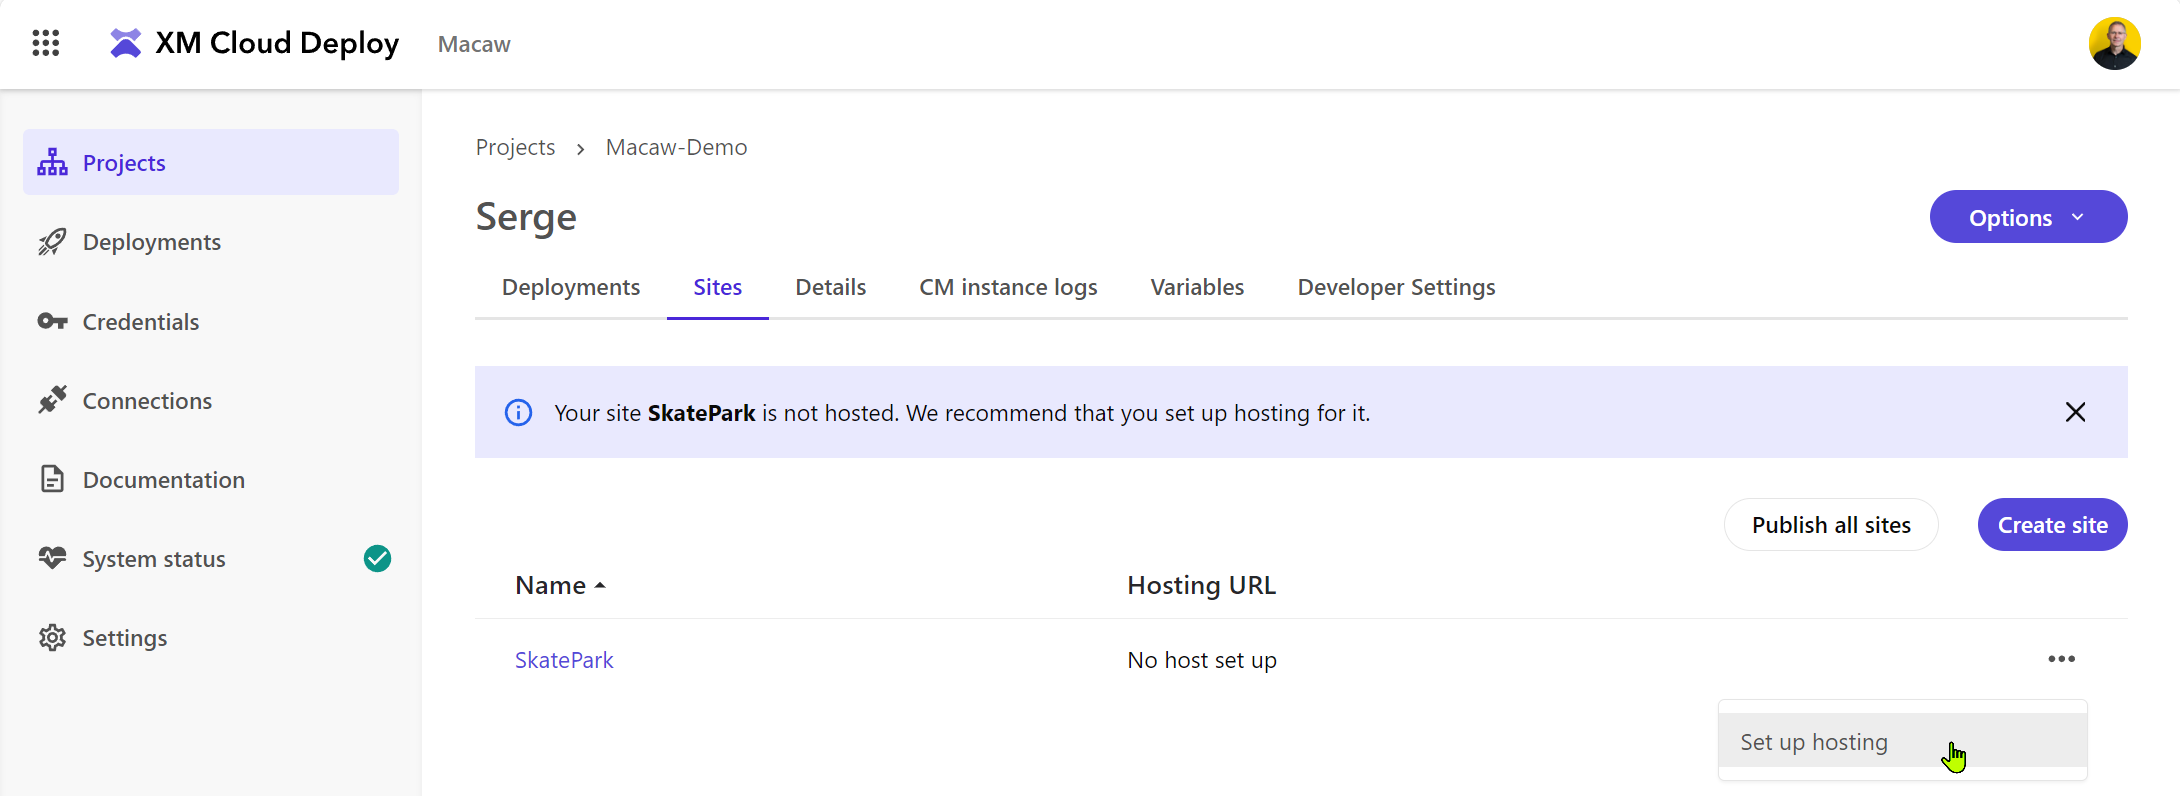 XM Cloud Deploy Macaw
Projects
Deployments
Credentials
Connections
Documentation
System status
Settings
Projects › Macaw-Demo
Serge
Options
Deployments Sites Details CM instance logs Variables Developer Settings
Your site SkatePark is not hosted. We recommend that you set up hosting for it.
Publish all sites Create site
Name Hosting URL
SkatePark No host set up
Set up hosting